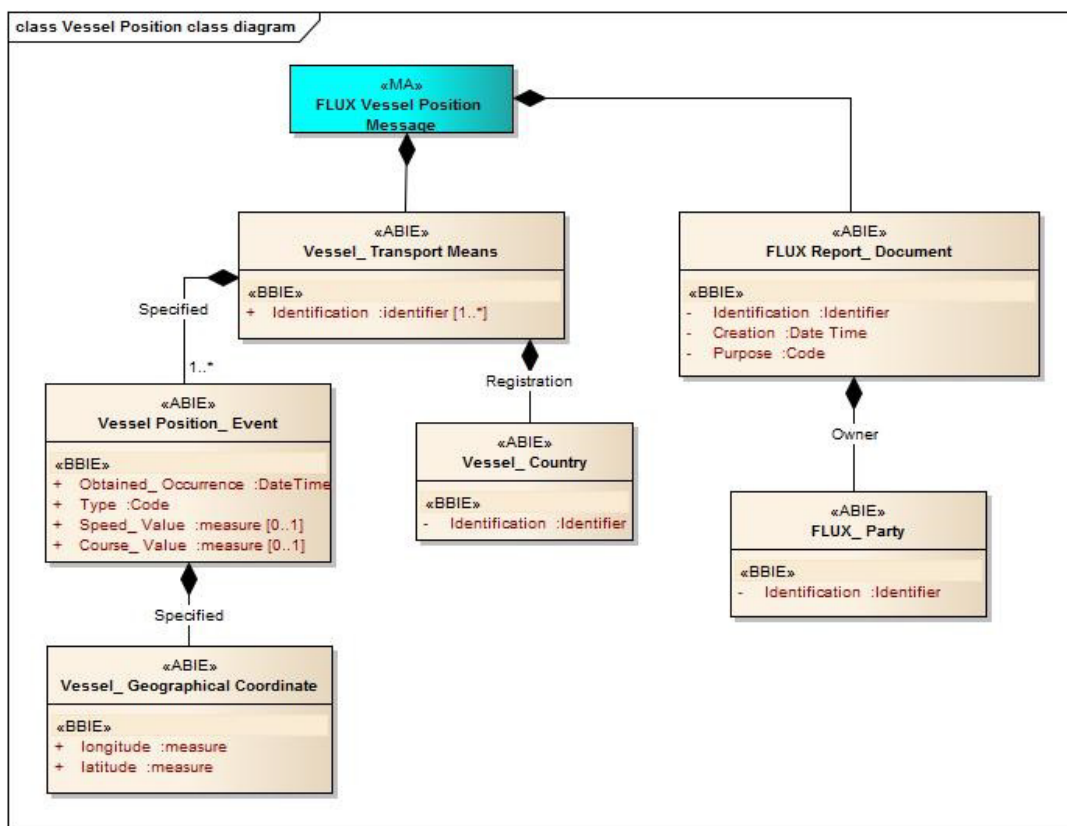 class Vessel Position class diagram
«MA»
FLUX Vessel Position
Message
«ABIE»
Vessel_ Transport Means
«BBIE»
+ Identification :identifier [1..*]
«ABIE»
FLUX Report_ Document
«BBIE»
- Identification :Identifier
- Creation :Date Time
- Purpose :Code
Specified
1..*
Registration
Owner
«ABIE»
Vessel Position_ Event
«BBIE»
+ Obtained_ Occurrence :DateTime
+ Type :Code
+ Speed_ Value :measure [0..1]
+ Course_ Value :measure [0..1]
«ABIE»
Vessel_ Country
«BBIE»
- Identification :Identifier
«ABIE»
FLUX_ Party
«BBIE»
- Identification :Identifier
Specified
«ABIE»
Vessel_ Geographical Coordinate
«BBIE»
+ longitude :measure
+ latitude :measure